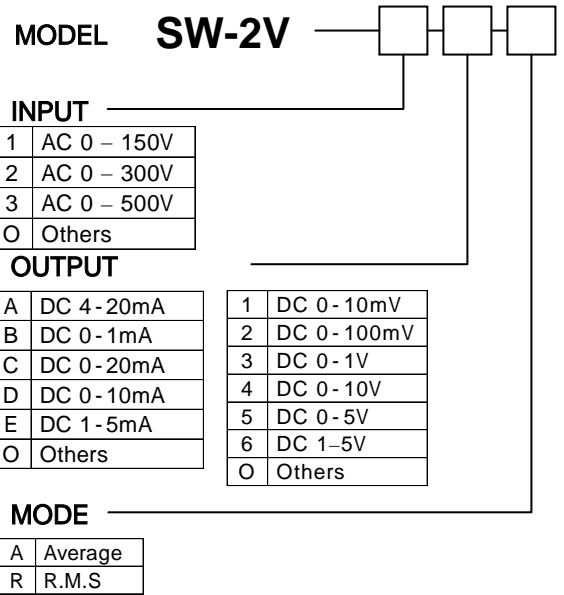 MODEL SW-2V
INPUT
1 AC 0 – 150V
2 AC 0 – 300V
3 AC 0 – 500V
O Others
OUTPUT
A DC 4-20mA
B DC 0-1mA
C DC 0-20mA
D DC 0-10mA
E DC 1-5mA
O Others
1 DC 0-10mV
2 DC 0-100mV
3 DC 0-1V
4 DC 0-10V
5 DC 0-5V
6 DC 1–5V
O Others
MODE
A Average
R R.M.S